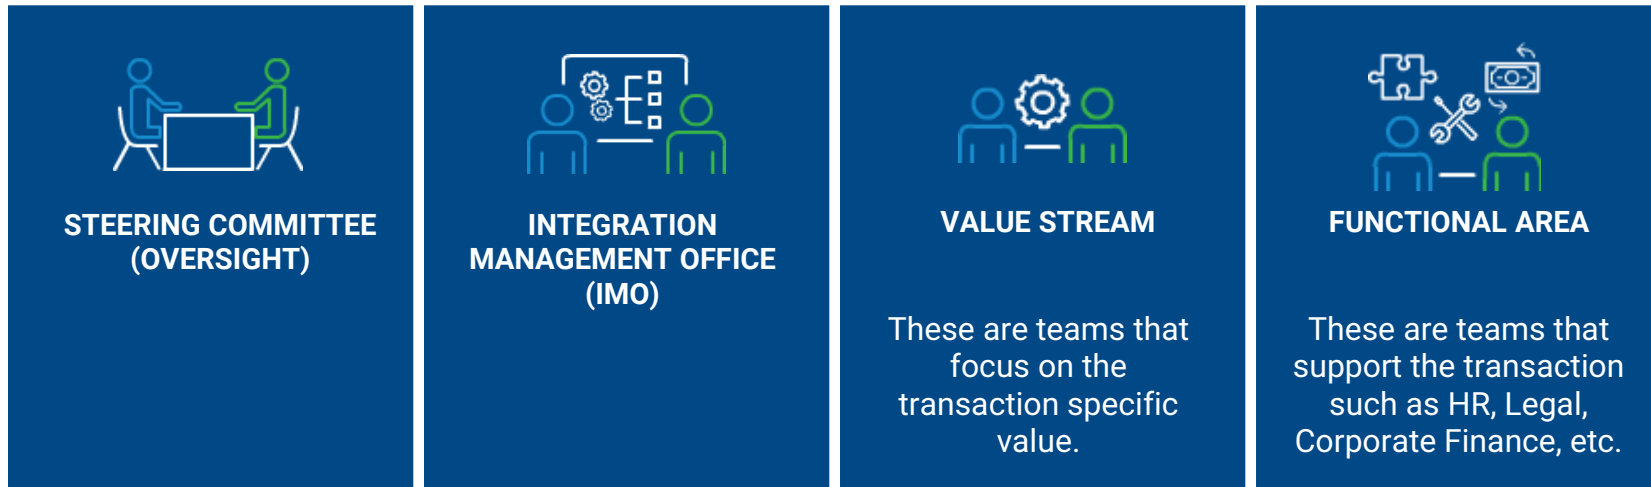 STEERING COMMITTEE
(OVERSIGHT)
INTEGRATION
MANAGEMENT OFFICE
(IMO)
VALUE STREAM
These are teams that
focus on the
transaction specific
value.
FUNCTIONAL AREA
These are teams that
support the transaction
such as HR, Legal,
Corporate Finance, etc.